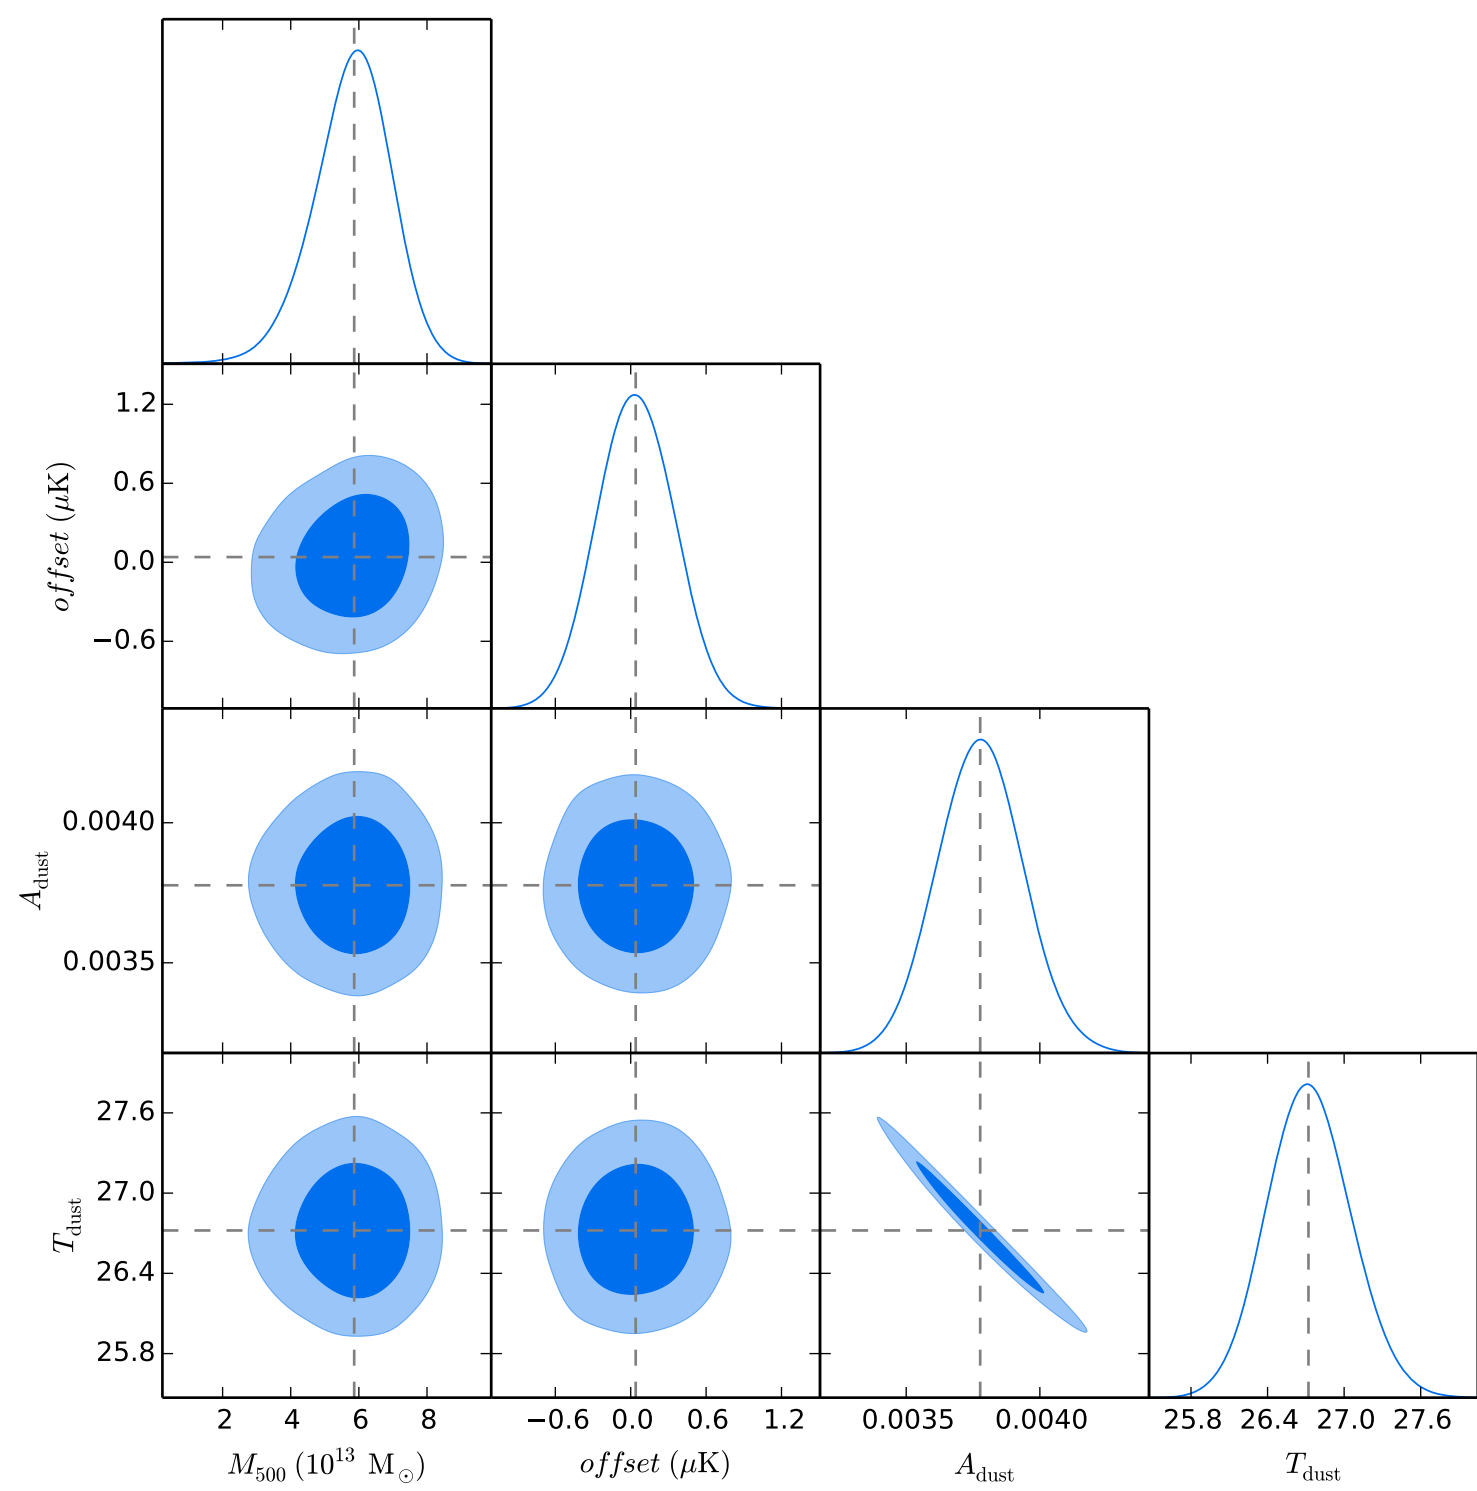 1.2
0.6
0.0
−0.6
offset (μK)
0.0040
0.0035
A_dust
27.6
27.0
26.4
25.8
T_dust
2 4 6 8 −0.6 0.0 0.6 1.2 0.0035 0.0040 25.8 26.4 27.0 27.6
M_500 (10^13 M_⊙) offset (μK) A_dust T_dust